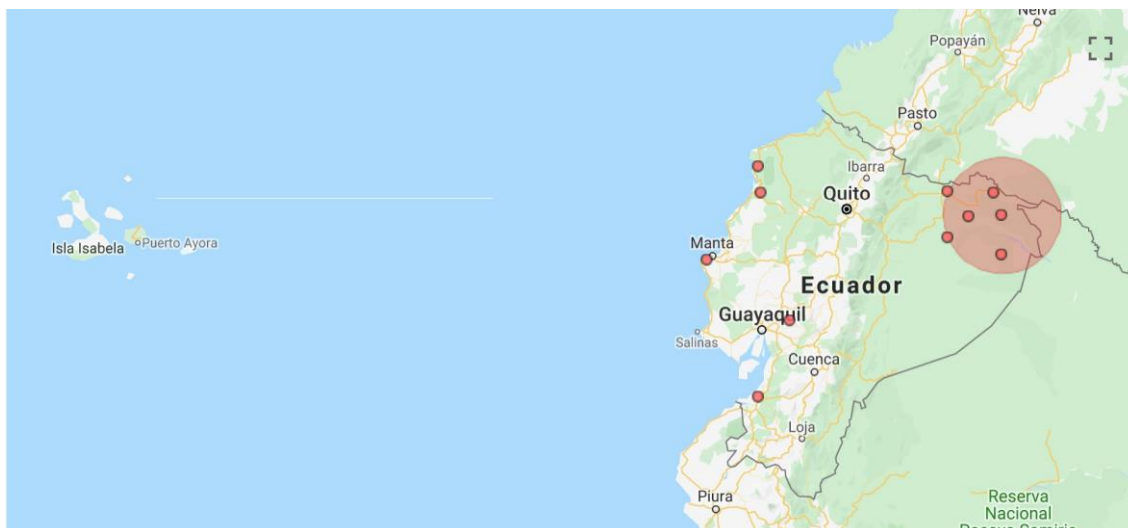 Neiva
Popayán
Pasto
Ibarra
Quito
Isla Isabela
Puerto Ayora
Manta
Ecuador
Guayaquil
Salinas
Cuenca
Loja
Piura
Reserva
Nacional